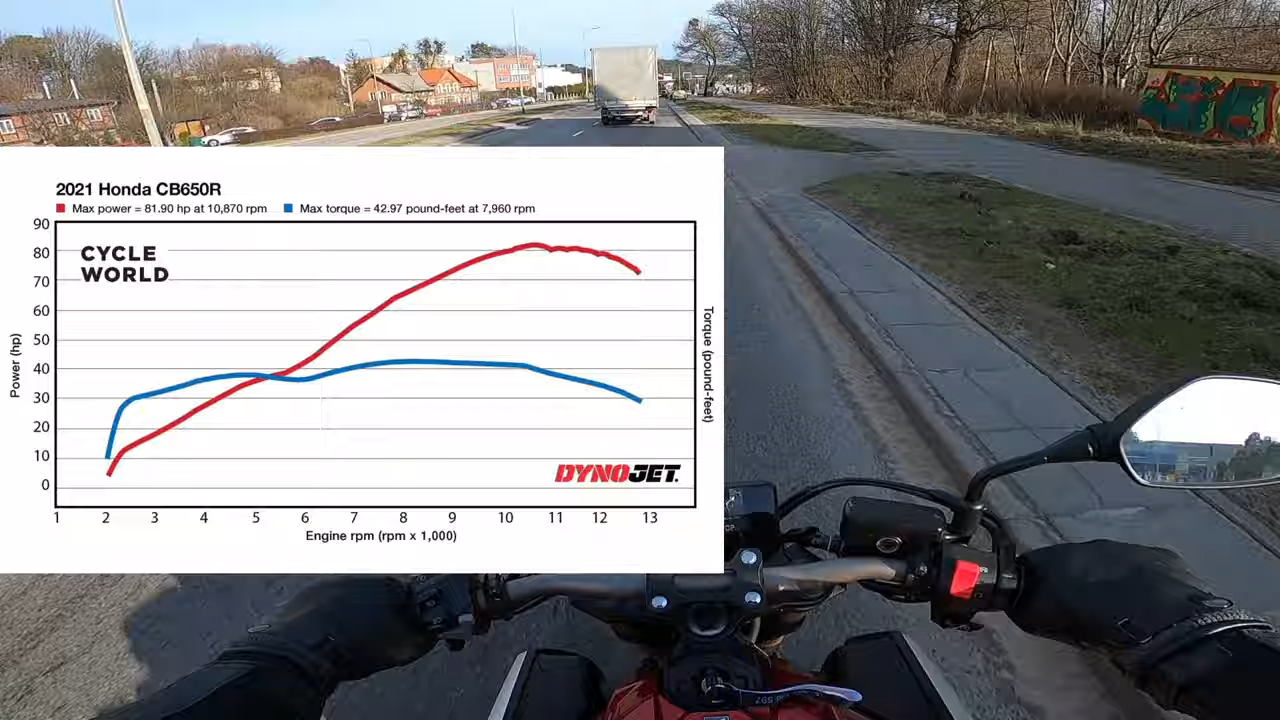 2021 Honda CB650R
Max power = 81.90 hp at 10,870 rpm Max torque = 42.97 pound-feet at 7,960 rpm
CYCLE
WORLD
90
80
70
60
50
40
30
20
10
0
Power (hp)
Torque (pound-feet)
DYNOJET.
1 2 3 4 5 6 7 8 9 10 11 12 13
Engine rpm (rpm x 1,000)